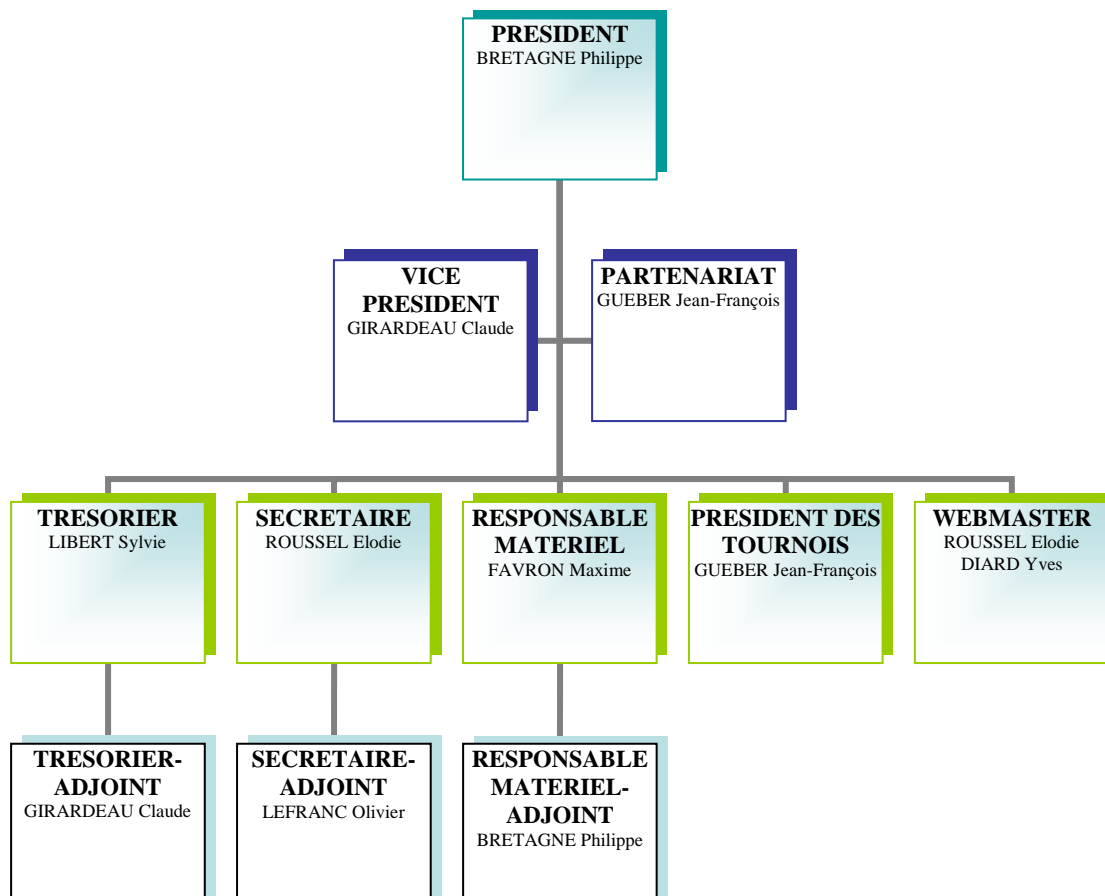 PRESIDENT
BRETAGNE Philippe
VICE
PRESIDENT
GIRARDEAU Claude
PARTENARIAT
GUEBER Jean-François
TRESORIER
LIBERT Sylvie
SECRETAIRE
ROUSSEL Elodie
RESPONSABLE
MATERIEL
FAVRON Maxime
PRESIDENT DES
TOURNOIS
GUEBER Jean-François
WEBMASTER
ROUSSEL Elodie
DIARD Yves
TRESORIER-
ADJOINT
GIRARDEAU Claude
SECRETAIRE-
ADJOINT
LEFRANC Olivier
RESPONSABLE
MATERIEL-
ADJOINT
BRETAGNE Philippe